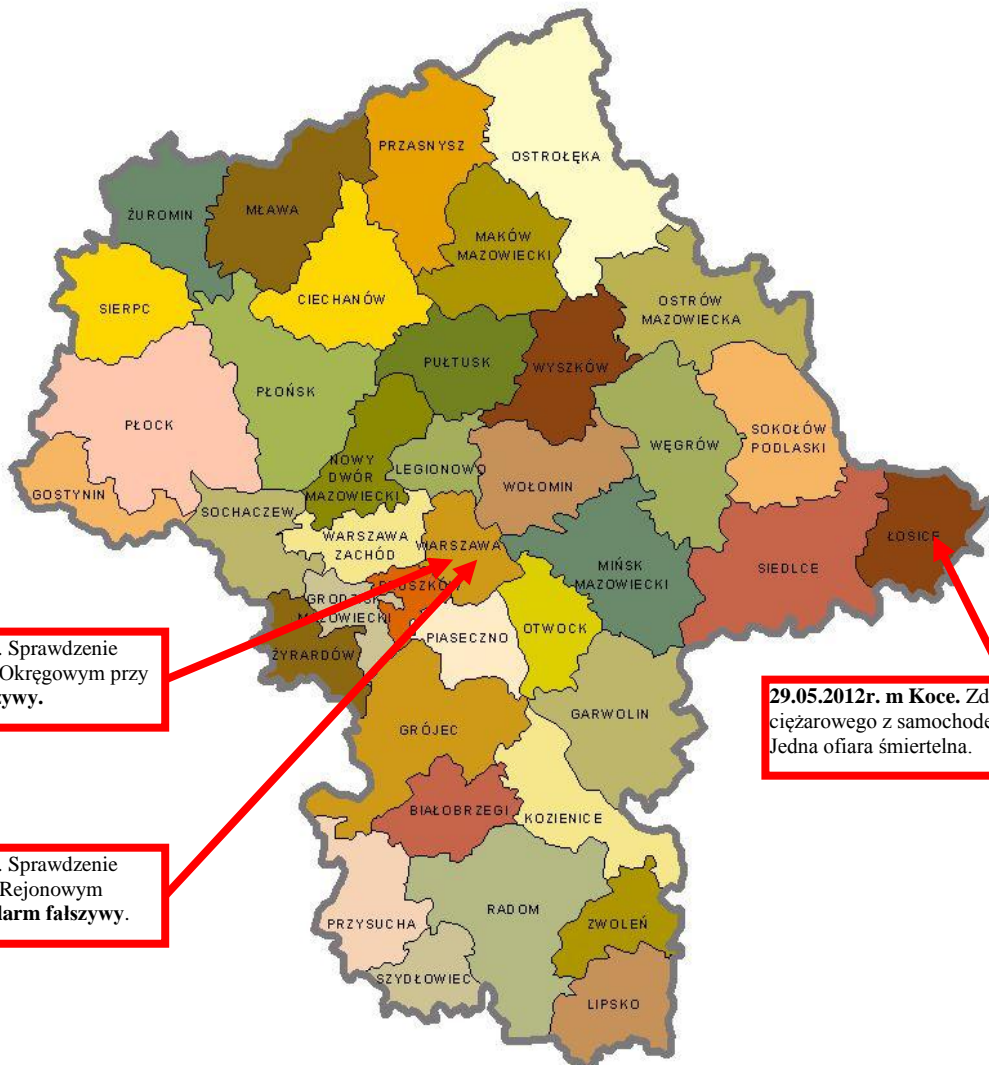 PRZASNYSZ
OSTROŁĘKA
ŻUROMIN
MŁAWA
MAKÓW
MAZOWIECKI
SIERPC
CIECHANÓW
OSTRÓW
MAZOWIECKA
PŁOŃSK
PUŁTUSK
WYSZKÓW
PŁOCK
SOKOŁÓW
PODLASKI
WĘGRÓW
NOWY
DWÓR
MAZOWIECKI
LEGIONOWO
WOŁOMIN
GOSTYNIN
SOCHACZEW
WARSZAWA
ZACHÓD
WARSZAWA
ŁOSICE
MIŃSK
MAZOWIECKI
SIEDLCE
GRODZISK
MAZOWIECKI
OTWOCK
PIASECZNO
ŻYRARDÓW
. Sprawdzenie
Okręgowym przy
zywy.
GARWOLIN
29.05.2012r. m Koce. Zd
ciężarowego z samochode
Jedna ofiara śmiertelna.
GRÓJEC
BIAŁOBRZEGI
KOZIENICE
. Sprawdzenie
Rejonowym
larm fałszywy.
RADOM
PRZYSUCHA
ZWOLEŃ
SZYDŁOWIEC
LIPSKO